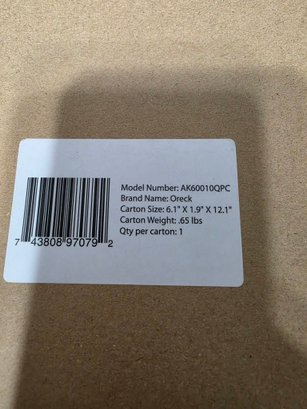 Model Number: AK60010QPC
Brand Name: Oreck
Carton Size: 6.1" X 1.9" X 12.1"
Carton Weight: .65 lbs
Qty per carton: 1
7 43808 97079 2